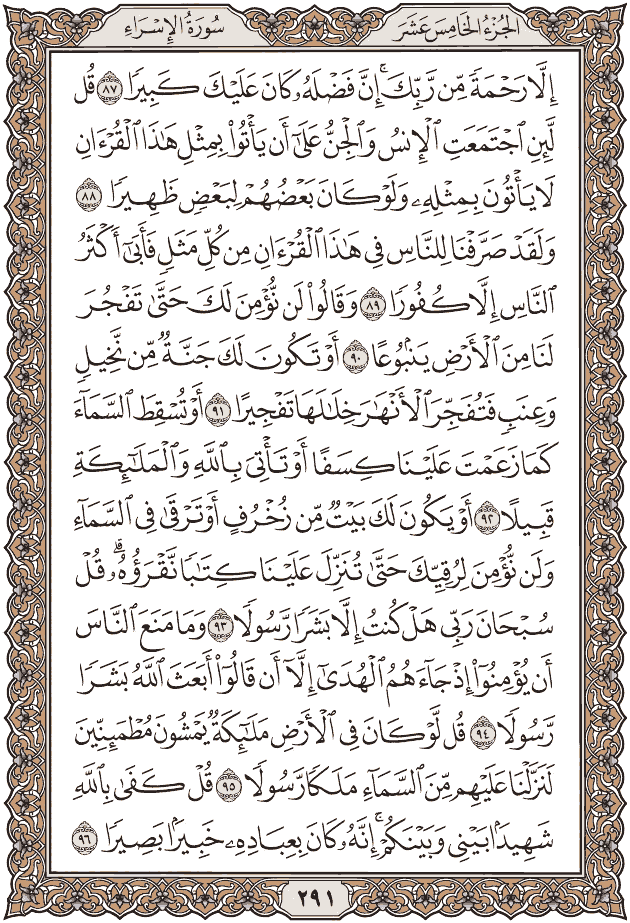 الجُزْءُ الخَامِسَ عَشَرَ
سُورَةُ الإِسْرَاءِ
إِلَّا رَحْمَةً مِّن رَّبِّكَۚ إِنَّ فَضْلَهُۥ كَانَ عَلَيْكَ كَبِيرًا ٨٧ قُل
لَّئِنِ ٱجْتَمَعَتِ ٱلْإِنسُ وَٱلْجِنُّ عَلَىٰٓ أَن يَأْتُوا۟ بِمِثْلِ هَٰذَا ٱلْقُرْءَانِ
لَا يَأْتُونَ بِمِثْلِهِۦ وَلَوْ كَانَ بَعْضُهُمْ لِبَعْضٍ ظَهِيرًا ٨٨
وَلَقَدْ صَرَّفْنَا لِلنَّاسِ فِى هَٰذَا ٱلْقُرْءَانِ مِن كُلِّ مَثَلٍ فَأَبَىٰٓ أَكْثَرُ
ٱلنَّاسِ إِلَّا كُفُورًا ٨٩ وَقَالُوا۟ لَن نُّؤْمِنَ لَكَ حَتَّىٰ تَفْجُرَ
لَنَا مِنَ ٱلْأَرْضِ يَنۢبُوعًا ٩٠ أَوْ تَكُونَ لَكَ جَنَّةٌ مِّن نَّخِيلٍ
وَعِنَبٍ فَتُفَجِّرَ ٱلْأَنْهَٰرَ خِلَٰلَهَا تَفْجِيرًا ٩١ أَوْ تُسْقِطَ ٱلسَّمَآءَ
كَمَا زَعَمْتَ عَلَيْنَا كِسَفًا أَوْ تَأْتِىَ بِٱللَّهِ وَٱلْمَلَٰٓئِكَةِ
قَبِيلًا ٩٢ أَوْ يَكُونَ لَكَ بَيْتٌ مِّن زُخْرُفٍ أَوْ تَرْقَىٰ فِى ٱلسَّمَآءِ
وَلَن نُّؤْمِنَ لِرُقِيِّكَ حَتَّىٰ تُنَزِّلَ عَلَيْنَا كِتَٰبًا نَّقْرَؤُهُۥۗ قُلْ
سُبْحَانَ رَبِّى هَلْ كُنتُ إِلَّا بَشَرًا رَّسُولًا ٩٣ وَمَا مَنَعَ ٱلنَّاسَ
أَن يُؤْمِنُوٓا۟ إِذْ جَآءَهُمُ ٱلْهُدَىٰٓ إِلَّآ أَن قَالُوٓا۟ أَبَعَثَ ٱللَّهُ بَشَرًا
رَّسُولًا ٩٤ قُل لَّوْ كَانَ فِى ٱلْأَرْضِ مَلَٰٓئِكَةٌ يَمْشُونَ مُطْمَئِنِّينَ
لَنَزَّلْنَا عَلَيْهِم مِّنَ ٱلسَّمَآءِ مَلَكًا رَّسُولًا ٩٥ قُلْ كَفَىٰ بِٱللَّهِ
شَهِيدًۢا بَيْنِى وَبَيْنَكُمْۚ إِنَّهُۥ كَانَ بِعِبَادِهِۦ خَبِيرًۢا بَصِيرًا ٩٦
٢٩١